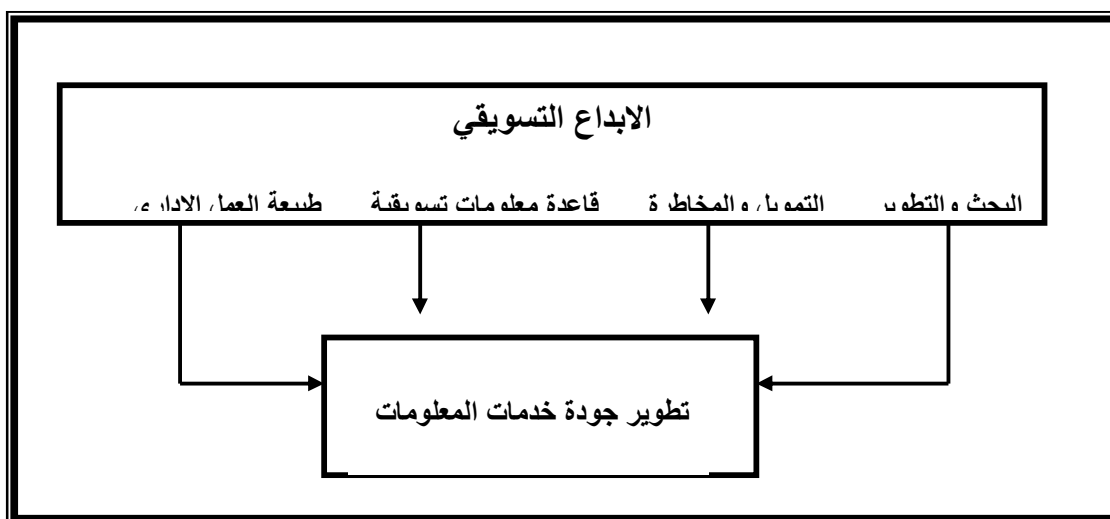 الابداع التسويقي
البحث والتطوير التمويل والمخاطرة قاعدة معلومات تسويقية طبيعة العمل الاداري
تطوير جودة خدمات المعلومات